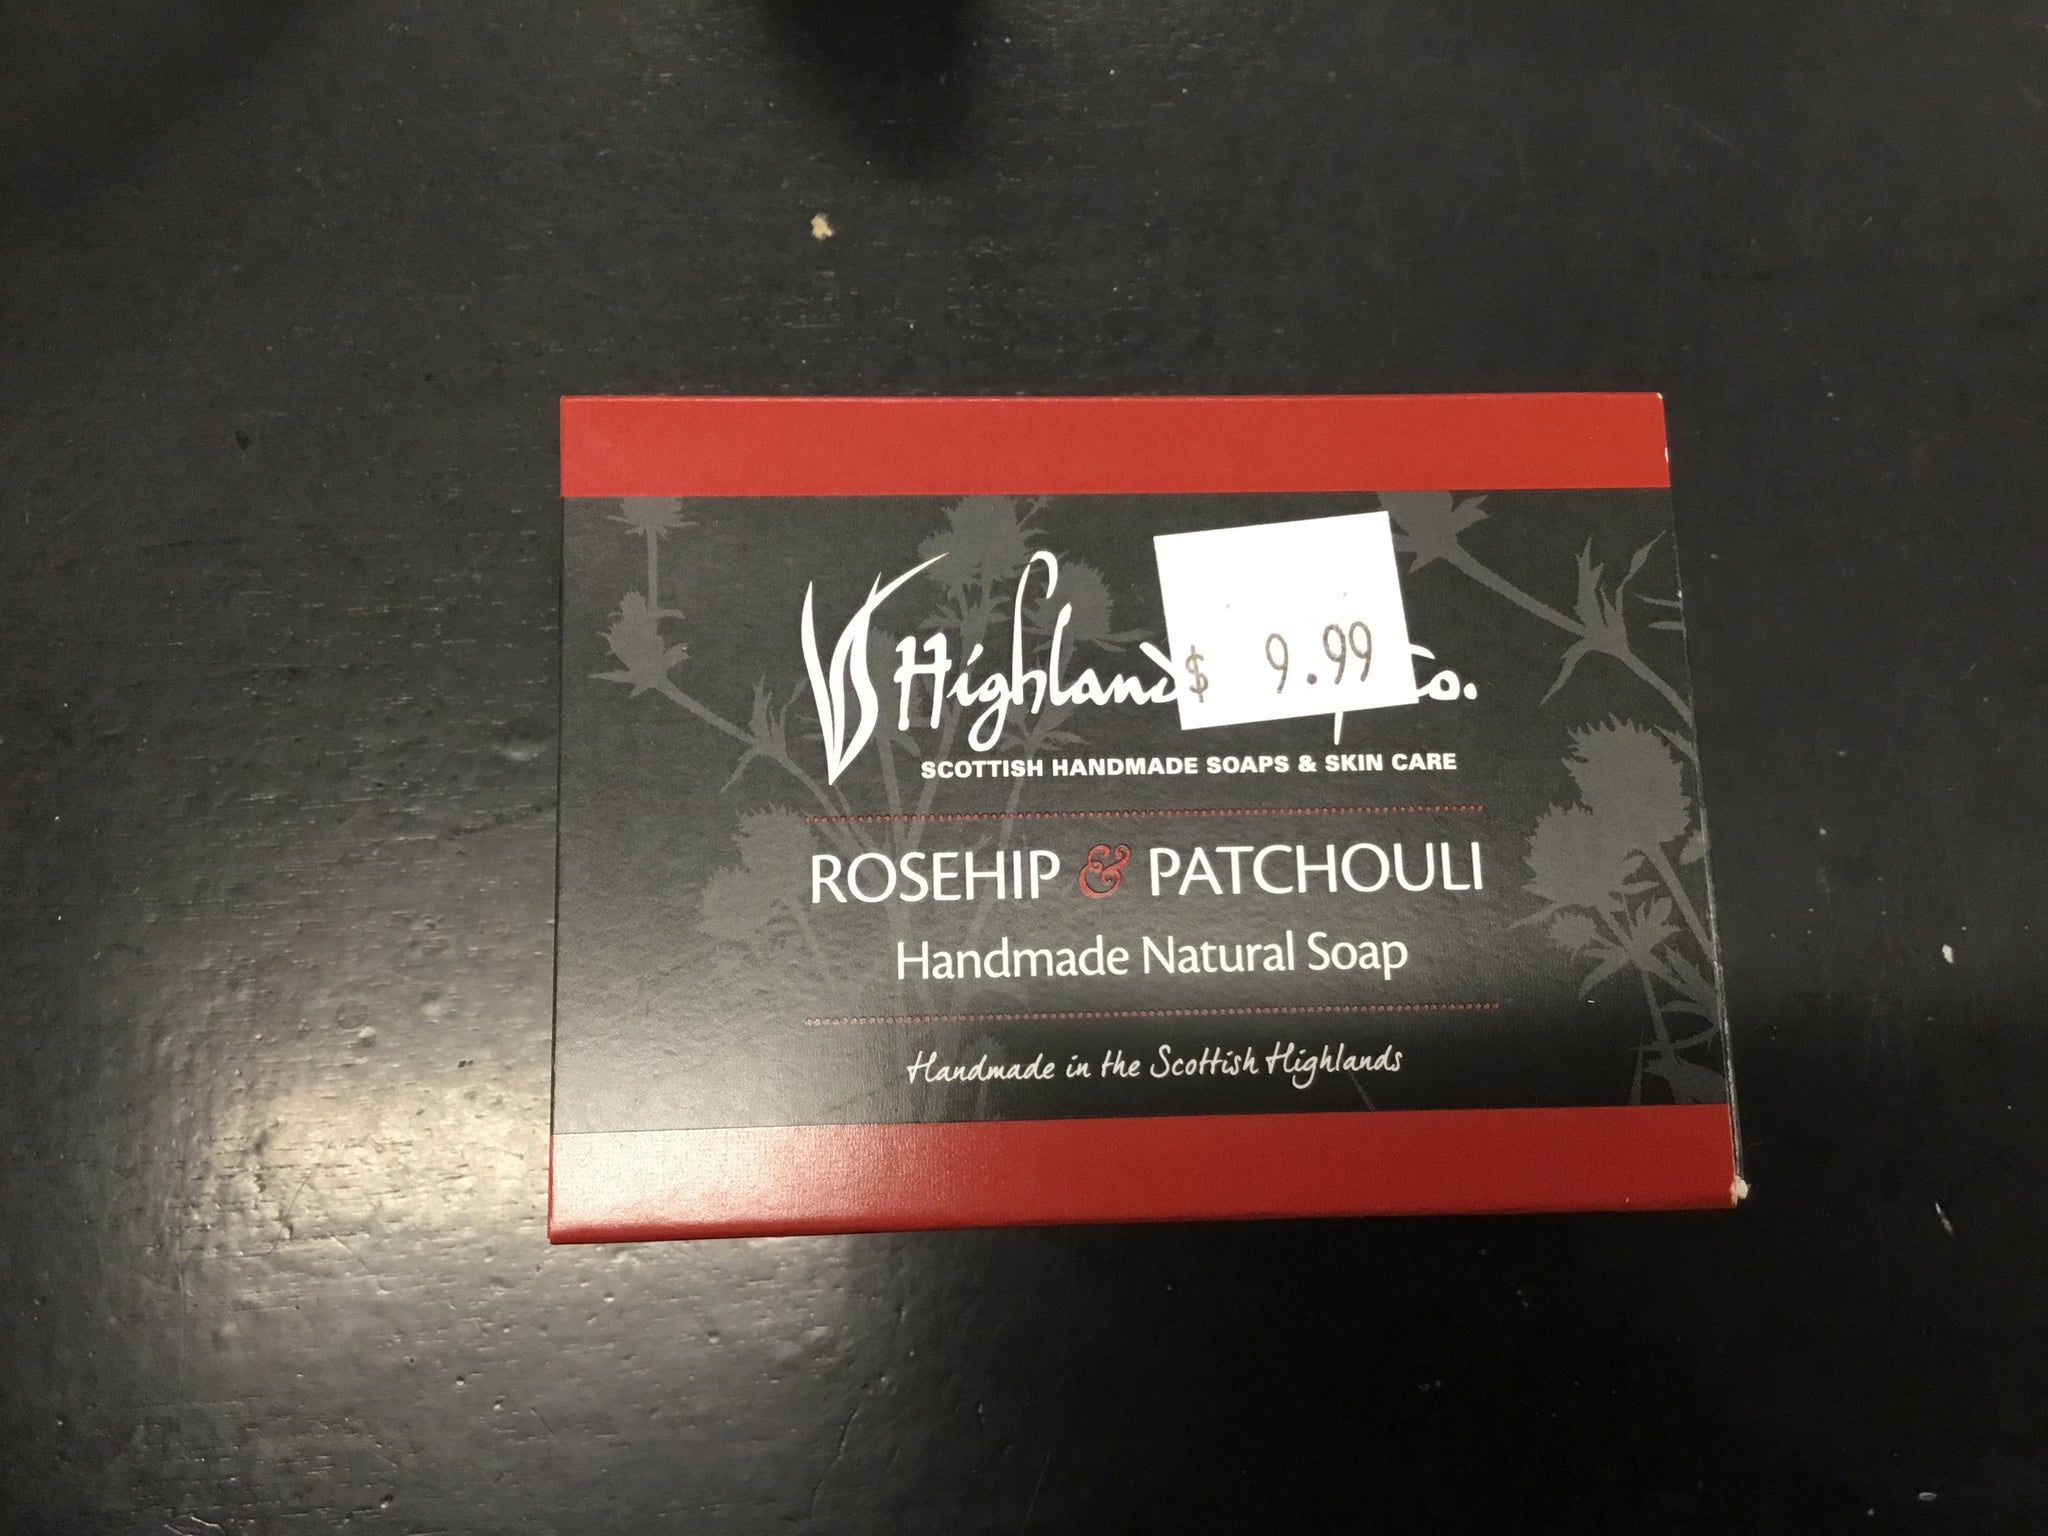 $ 9.99
Highland Co.
SCOTTISH HANDMADE SOAPS & SKIN CARE
ROSEHIP & PATCHOULI
Handmade Natural Soap
Handmade in the Scottish Highlands